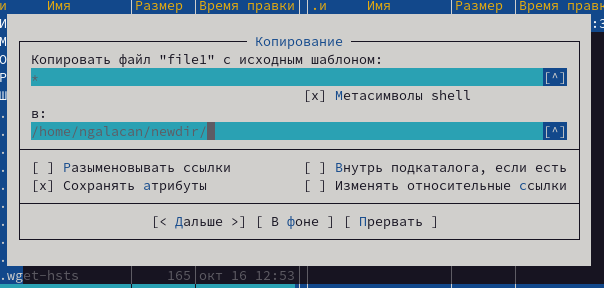 и Имя Размер Время правки .и Имя Размер Время правк
Копирование
Копировать файл "file1" с исходным шаблоном:
* [^]
[x] Метасимволы shell
в:
/home/ngalacan/newdir/ [^]
[ ] Разыменовывать ссылки [ ] Внутрь подкаталога, если есть
[x] Сохранять атрибуты [ ] Изменять относительные ссылки
[< Дальше >] [ В фоне ] [ Прервать ]
.wget-hsts 165 окт 16 12:53